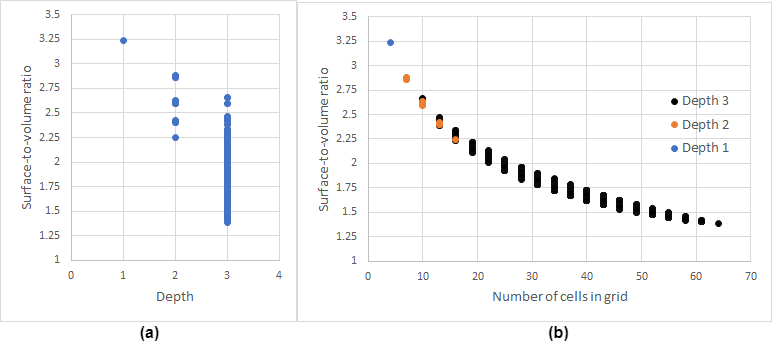 3.5
3.25
3
2.75
2.5
2.25
2
1.75
1.5
1.25
1
0 1 2 3 4
Surface-to-volume ratio
Depth
(a)
3.5
3.25
3
2.75
2.5
2.25
2
1.75
1.5
1.25
1
0 10 20 30 40 50 60 70
Surface-to-volume ratio
Number of cells in grid
Depth 3
Depth 2
Depth 1
(b)